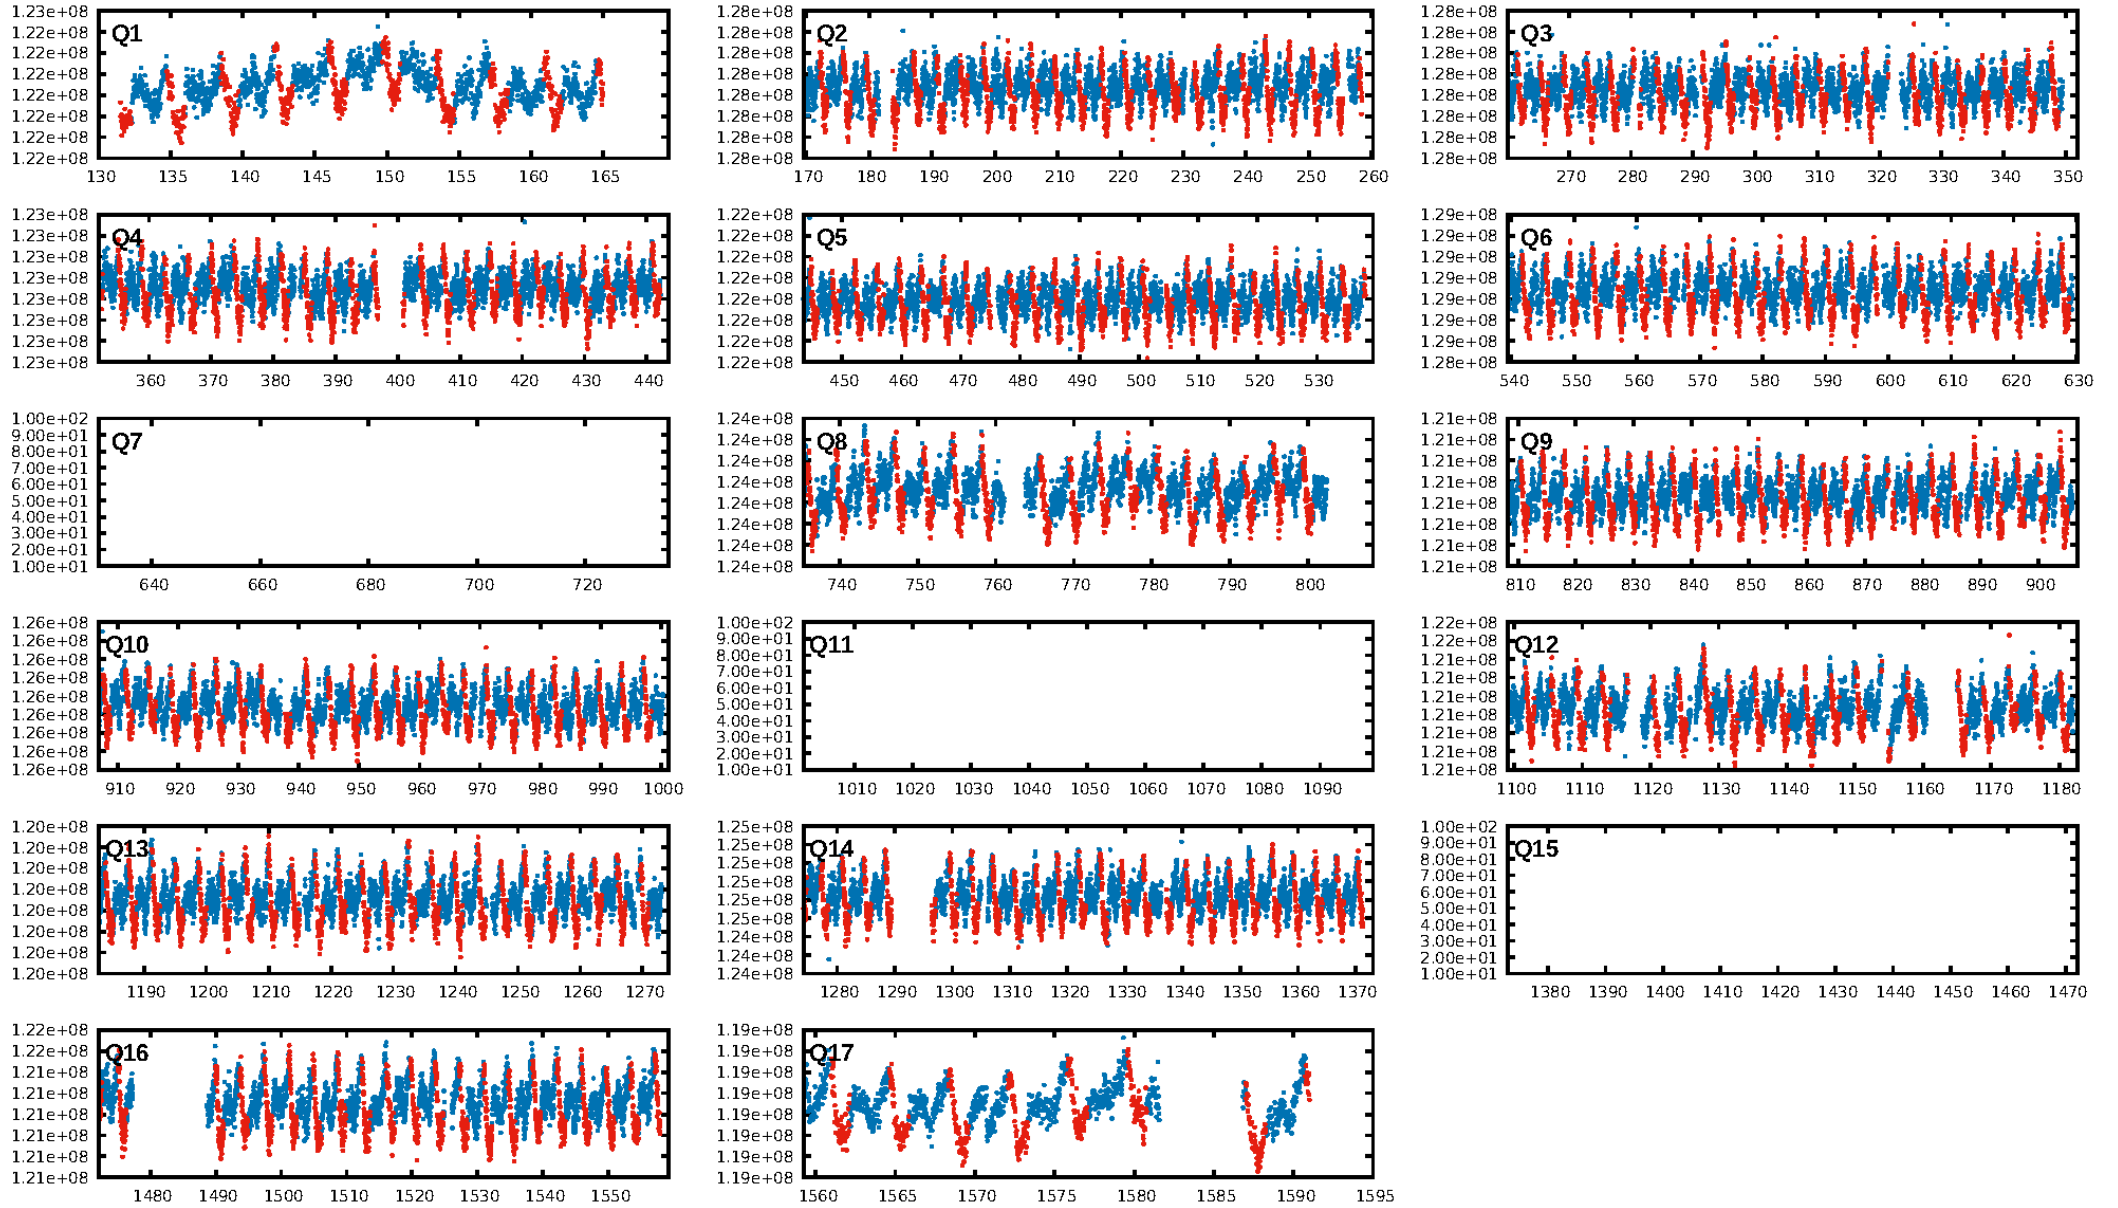 1.23e+08 1.22e+08 1.22e+08 1.22e+08 1.22e+08 1.22e+08 1.22e+08 1.22e+08
Q1
130 135 140 145 150 155 160 165
1.28e+08 1.28e+08 1.28e+08 1.28e+08 1.28e+08 1.28e+08 1.28e+08 1.28e+08
Q2
170 180 190 200 210 220 230 240 250 260
1.28e+08 1.28e+08 1.28e+08 1.28e+08 1.28e+08 1.28e+08 1.28e+08 1.28e+08
Q3
270 280 290 300 310 320 330 340 350
1.23e+08 1.23e+08 1.23e+08 1.23e+08 1.23e+08 1.23e+08 1.23e+08 1.23e+08
Q4
360 370 380 390 400 410 420 430 440
1.22e+08 1.22e+08 1.22e+08 1.22e+08 1.22e+08 1.22e+08 1.22e+08 1.22e+08
Q5
450 460 470 480 490 500 510 520 530
1.29e+08 1.29e+08 1.29e+08 1.29e+08 1.29e+08 1.29e+08 1.29e+08 1.28e+08
Q6
540 550 560 570 580 590 600 610 620 630
1.00e+02 9.00e+01 8.00e+01 7.00e+01 6.00e+01 5.00e+01 4.00e+01 3.00e+01 2.00e+01 1.00e+01
Q7
640 660 680 700 720
1.24e+08 1.24e+08 1.24e+08 1.24e+08 1.24e+08 1.24e+08 1.24e+08 1.24e+08
Q8
740 750 760 770 780 790 800
1.21e+08 1.21e+08 1.21e+08 1.21e+08 1.21e+08 1.21e+08 1.21e+08 1.21e+08
Q9
810 820 830 840 850 860 870 880 890 900
1.26e+08 1.26e+08 1.26e+08 1.26e+08 1.26e+08 1.26e+08 1.26e+08 1.26e+08 1.26e+08
Q10
910 920 930 940 950 960 970 980 990 1000
1.00e+02 9.00e+01 8.00e+01 7.00e+01 6.00e+01 5.00e+01 4.00e+01 3.00e+01 2.00e+01 1.00e+01
Q11
1010 1020 1030 1040 1050 1060 1070 1080 1090
1.22e+08 1.22e+08 1.21e+08 1.21e+08 1.21e+08 1.21e+08 1.21e+08 1.21e+08 1.21e+08
Q12
1100 1110 1120 1130 1140 1150 1160 1170 1180
1.20e+08 1.20e+08 1.20e+08 1.20e+08 1.20e+08 1.20e+08 1.20e+08 1.20e+08
Q13
1190 1200 1210 1220 1230 1240 1250 1260 1270
1.25e+08 1.25e+08 1.25e+08 1.25e+08 1.25e+08 1.25e+08 1.24e+08 1.24e+08 1.24e+08
Q14
1280 1290 1300 1310 1320 1330 1340 1350 1360 1370
1.00e+02 9.00e+01 8.00e+01 7.00e+01 6.00e+01 5.00e+01 4.00e+01 3.00e+01 2.00e+01 1.00e+01
Q15
1380 1390 1400 1410 1420 1430 1440 1450 1460 1470
1.22e+08 1.22e+08 1.21e+08 1.21e+08 1.21e+08 1.21e+08 1.21e+08 1.21e+08
Q16
1480 1490 1500 1510 1520 1530 1540 1550
1.19e+08 1.19e+08 1.19e+08 1.19e+08 1.19e+08 1.19e+08 1.19e+08 1.19e+08
Q17
1560 1565 1570 1575 1580 1585 1590 1595